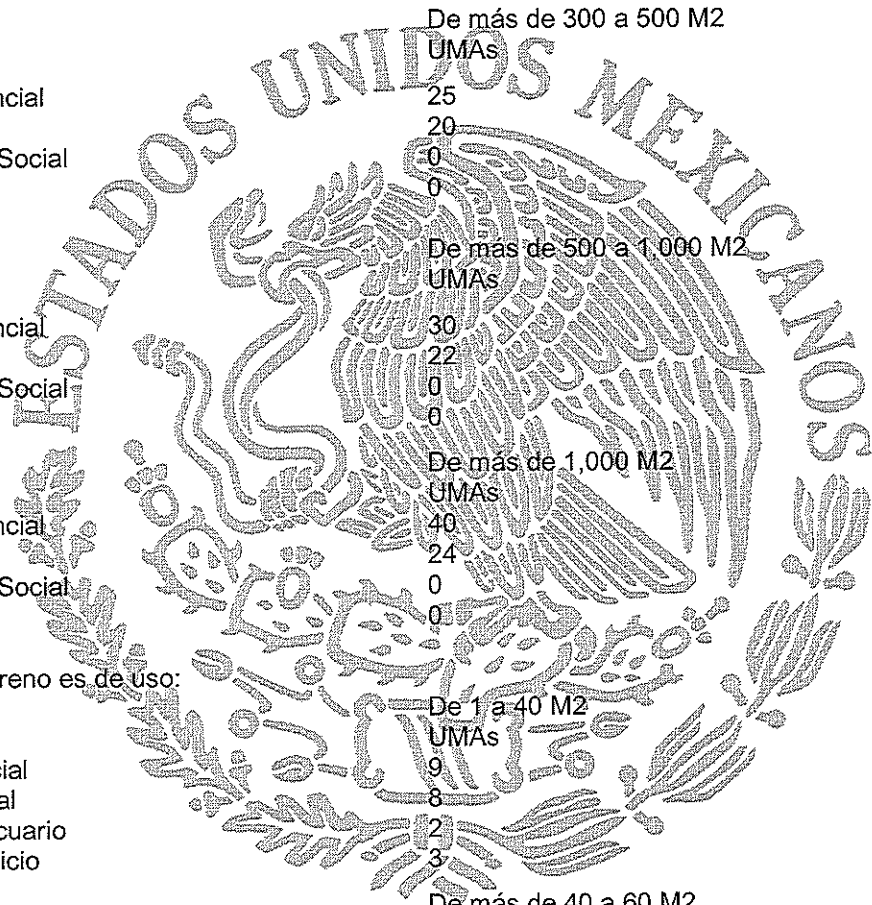 De más de 300 a 500 M2
UMAs
ncial 25
20
Social 0
0
De más de 500 a 1,000 M2
UMAs
ncial 30
22
Social 0
0
De más de 1,000 M2
UMAs
ncial 40
24
Social 0
0
reno es de uso:
De 1 a 40 M2
UMAs
cial 9
al 8
cuario 2
icio 3
De más de 40 a 60 M2
ESTADOS UNIDOS MEXICANOS